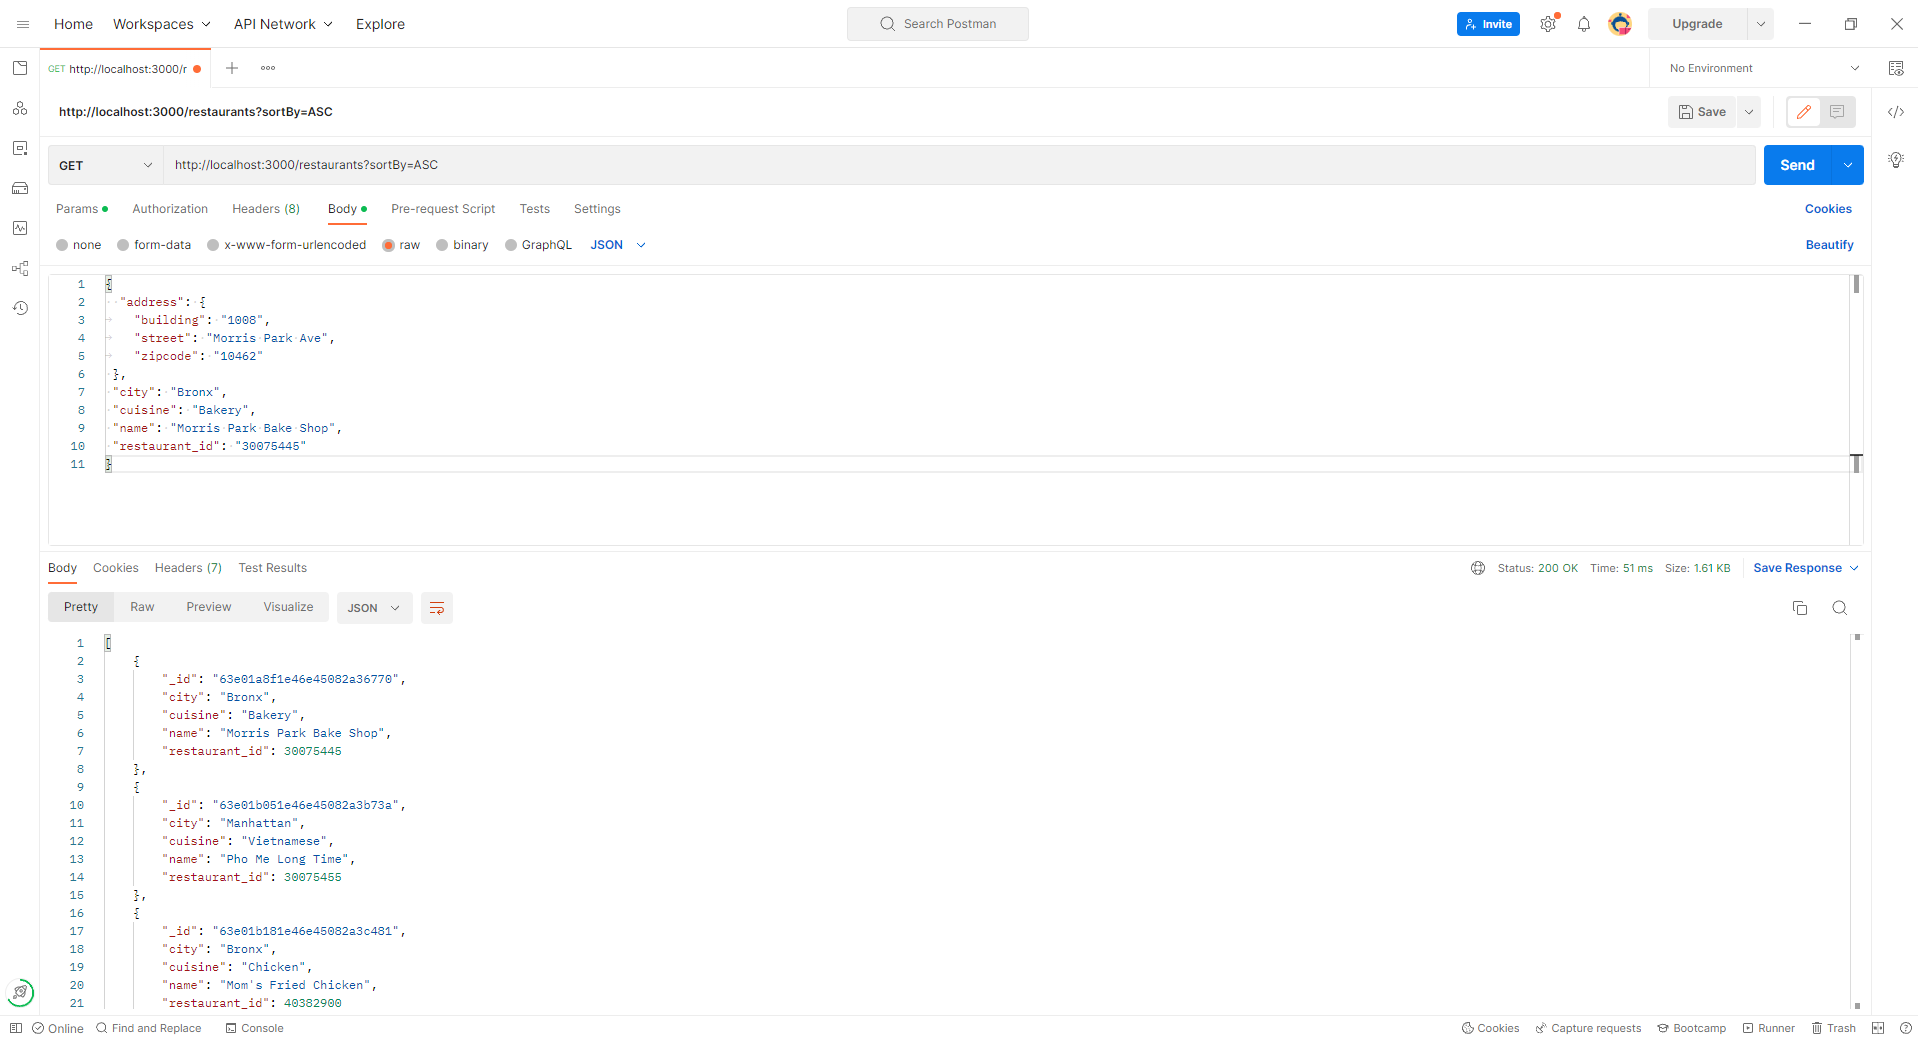 Home Workspaces API Network Explore Search Postman Invite Upgrade
GET http://localhost:3000/r No Environment
http://localhost:3000/restaurants?sortBy=ASC Save
GET http://localhost:3000/restaurants?sortBy=ASC Send
Params Authorization Headers (8) Body Pre-request Script Tests Settings Cookies
none form-data x-www-form-urlencoded raw binary GraphQL JSON Beautify
1 {
2 "address": {
3 "building": "1008",
4 "street": "Morris Park Ave",
5 "zipcode": "10462"
6 },
7 "city": "Bronx",
8 "cuisine": "Bakery",
9 "name": "Morris Park Bake Shop",
10 "restaurant_id": "30075445"
11 }
Body Cookies Headers (7) Test Results Status: 200 OK Time: 51 ms Size: 1.61 KB Save Response
Pretty Raw Preview Visualize JSON
1 [
2 {
3 "_id": "63e01a8f1e46e45082a36770",
4 "city": "Bronx",
5 "cuisine": "Bakery",
6 "name": "Morris Park Bake Shop",
7 "restaurant_id": 30075445
8 },
9 {
10 "_id": "63e01b051e46e45082a3b73a",
11 "city": "Manhattan",
12 "cuisine": "Vietnamese",
13 "name": "Pho Me Long Time",
14 "restaurant_id": 30075455
15 },
16 {
17 "_id": "63e01b181e46e45082a3c481",
18 "city": "Bronx",
19 "cuisine": "Chicken",
20 "name": "Mom's Fried Chicken",
21 "restaurant_id": 40382900
Online Find and Replace Console Cookies Capture requests Bootcamp Runner Trash